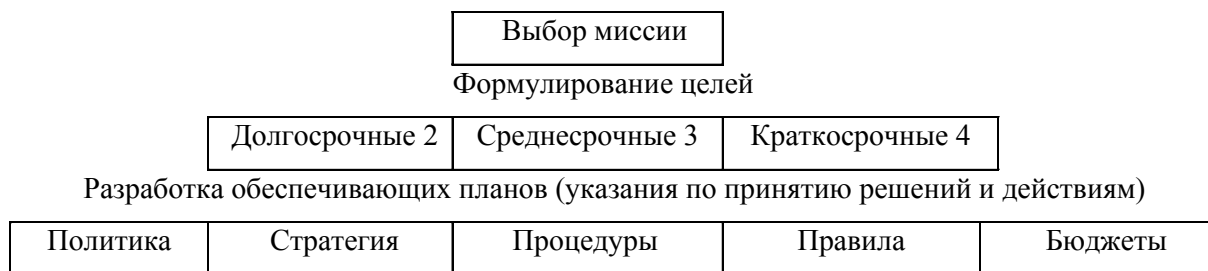 Выбор миссии
Формулирование целей
Долгосрочные 2 Среднесрочные 3 Краткосрочные 4
Разработка обеспечивающих планов (указания по принятию решений и действиям)
Политика Стратегия Процедуры Правила Бюджеты